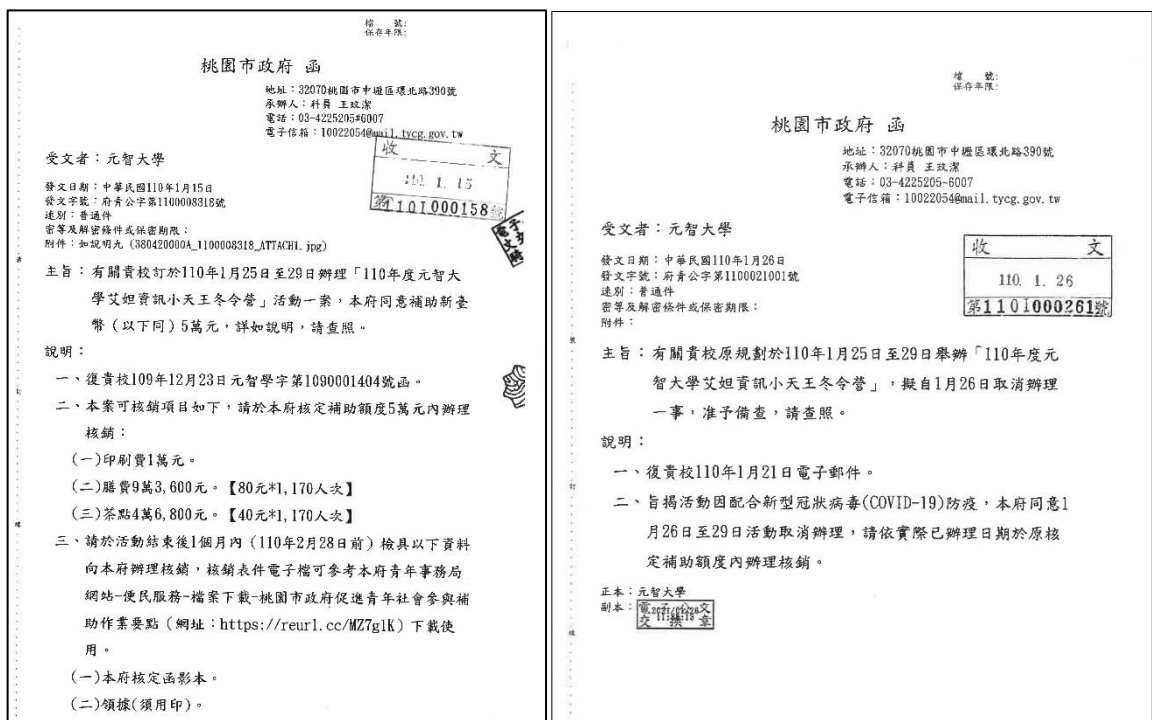 檔　　號:
保存年限:
桃園市政府 函
地址：32070桃園市中壢區環北路390號
承辦人：科員 王玟潔
電話：03-4225205#6007
電子信箱：10022054@mail.tycg.gov.tw
收　文
110. 1. 15
第1101000158號
受文者：元智大學
發文日期：中華民國110年1月15日
發文字號：府青公字第1100008318號
速別：普通件
密等及解密條件或保密期限：
附件：如說明九 (380420000A_1100008318_ATTACH1.jpg)
主旨：有關貴校訂於110年1月25日至29日辦理「110年度元智大
學艾妲資訊小天王冬令營」活動一案，本府同意補助新臺
幣（以下同）5萬元，詳如說明，請查照。
說明：
一、復貴校109年12月23日元智學字第1090001404號函。
二、本案可核銷項目如下，請於本府核定補助額度5萬元內辦理
核銷：
(一)印刷費1萬元。
(二)膳費9萬3,600元。【80元*1,170人次】
(三)茶點4萬6,800元。【40元*1,170人次】
三、請於活動結束後1個月內（110年2月28日前）檢具以下資料
向本府辦理核銷，核銷表件電子檔可參考本府青年事務局
網站-便民服務-檔案下載-桃園市政府促進青年社會參與補
助作業要點（網址：https://reurl.cc/MZ7glK）下載使
用。
(一)本府核定函影本。
(二)領據(須用印)。
檔　　號:
保存年限:
桃園市政府 函
地址：32070桃園市中壢區環北路390號
承辦人：科員 王玟潔
電話：03-4225205~6007
電子信箱：10022054@mail.tycg.gov.tw
受文者：元智大學
收　文
110. 1. 26
第1101000261號
發文日期：中華民國110年1月26日
發文字號：府青公字第1100021001號
速別：普通件
密等及解密條件或保密期限：
附件：
主旨：有關貴校原規劃於110年1月25日至29日舉辦「110年度元
智大學艾妲資訊小天王冬令營」，擬自1月26日取消辦理
一事，准予備查，請查照。
說明：
一、復貴校110年1月21日電子郵件。
二、旨揭活動因配合新型冠狀病毒(COVID-19)防疫，本府同意1
月26日至29日活動取消辦理，請依實際已辦理日期於原核
定補助額度內辦理核銷。
正本：元智大學
副本：
電子公文
交換章